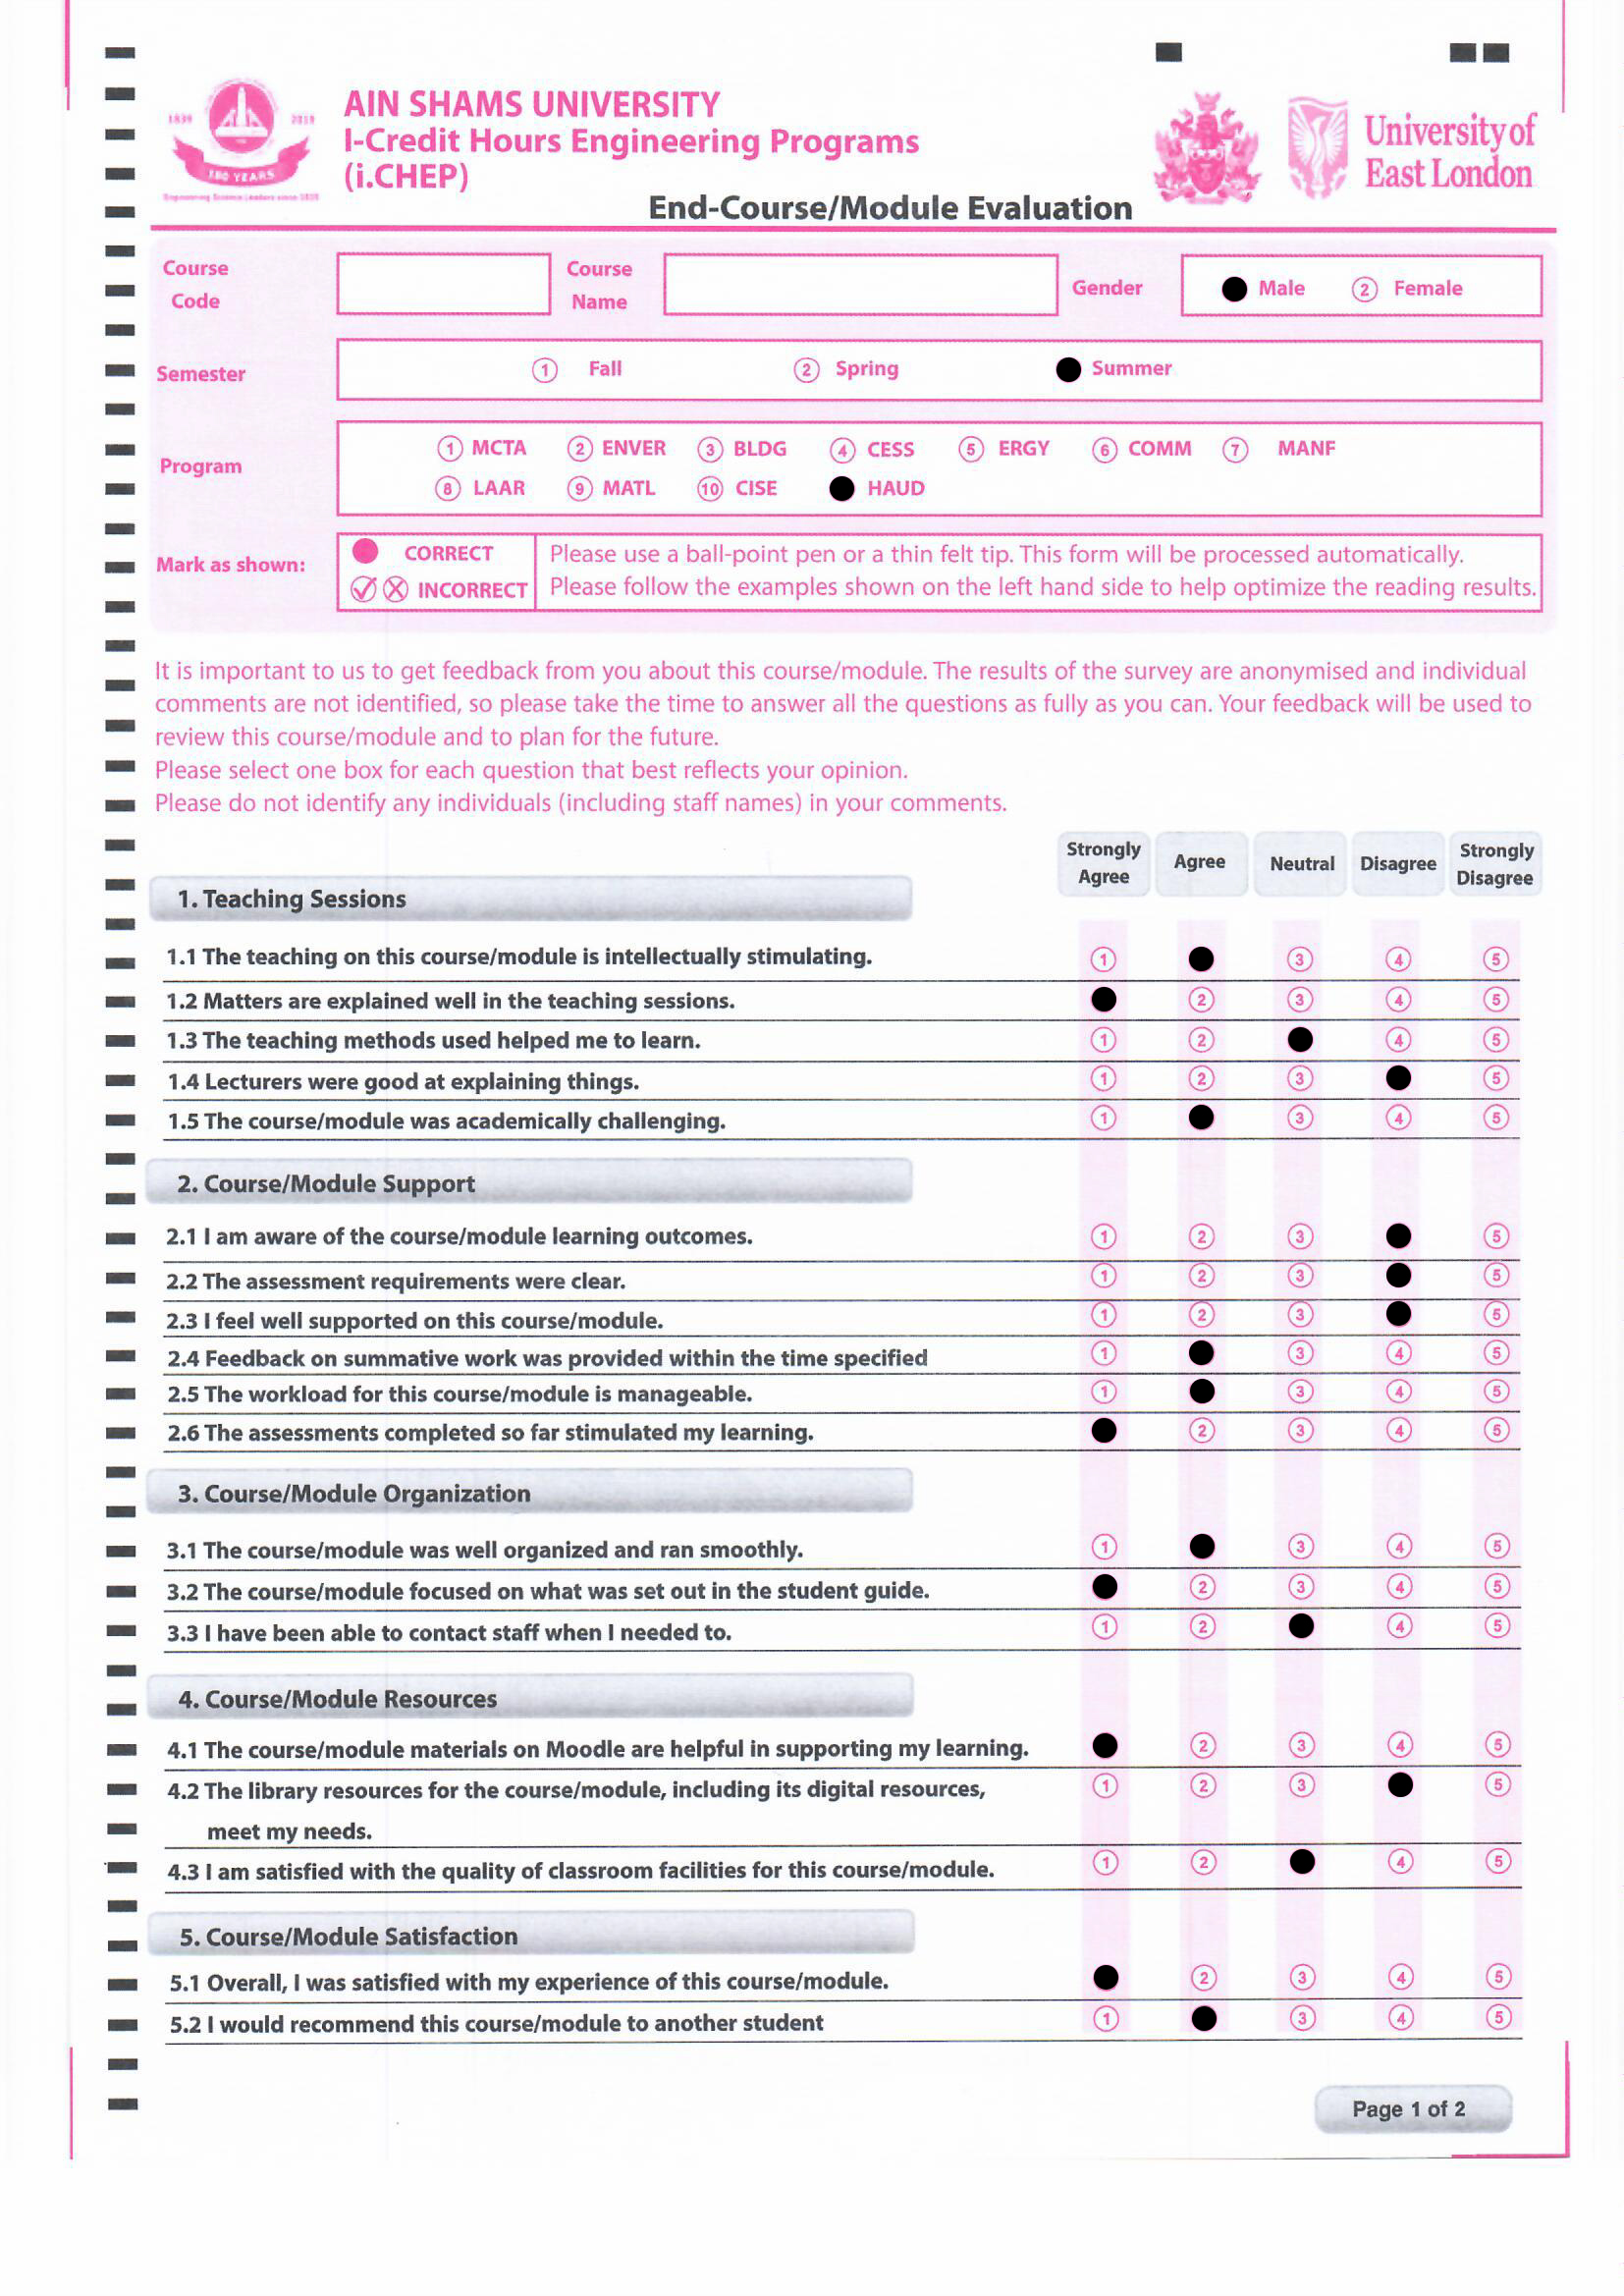 1839 2019
180 YEARS
AIN SHAMS UNIVERSITY
I-Credit Hours Engineering Programs
(i.CHEP)
University of
East London
End-Course/Module Evaluation
Course Code
Course Name
Gender
Male ② Female
Semester
① Fall ② Spring Summer
Program
① MCTA ② ENVER ③ BLDG ④ CESS ⑤ ERGY ⑥ COMM ⑦ MANF
⑧ LAAR ⑨ MATL ⑩ CISE HAUD
Mark as shown:
CORRECT
INCORRECT
Please use a ball-point pen or a thin felt tip. This form will be processed automatically.
Please follow the examples shown on the left hand side to help optimize the reading results.
It is important to us to get feedback from you about this course/module. The results of the survey are anonymised and individual
comments are not identified, so please take the time to answer all the questions as fully as you can. Your feedback will be used to
review this course/module and to plan for the future.
Please select one box for each question that best reflects your opinion.
Please do not identify any individuals (including staff names) in your comments.
Strongly Agree Agree Neutral Disagree Strongly Disagree
1. Teaching Sessions
1.1 The teaching on this course/module is intellectually stimulating. ① ③ ④ ⑤
1.2 Matters are explained well in the teaching sessions. ② ③ ④ ⑤
1.3 The teaching methods used helped me to learn. ① ② ④ ⑤
1.4 Lecturers were good at explaining things. ① ② ③ ⑤
1.5 The course/module was academically challenging. ① ③ ④ ⑤
2. Course/Module Support
2.1 I am aware of the course/module learning outcomes. ① ② ③ ⑤
2.2 The assessment requirements were clear. ① ② ③ ⑤
2.3 I feel well supported on this course/module. ① ② ③ ⑤
2.4 Feedback on summative work was provided within the time specified ① ③ ④ ⑤
2.5 The workload for this course/module is manageable. ① ③ ④ ⑤
2.6 The assessments completed so far stimulated my learning. ② ③ ④ ⑤
3. Course/Module Organization
3.1 The course/module was well organized and ran smoothly. ① ③ ④ ⑤
3.2 The course/module focused on what was set out in the student guide. ② ③ ④ ⑤
3.3 I have been able to contact staff when I needed to. ① ② ④ ⑤
4. Course/Module Resources
4.1 The course/module materials on Moodle are helpful in supporting my learning. ② ③ ④ ⑤
4.2 The library resources for the course/module, including its digital resources, ① ② ③ ⑤
meet my needs.
4.3 I am satisfied with the quality of classroom facilities for this course/module. ① ② ④ ⑤
5. Course/Module Satisfaction
5.1 Overall, I was satisfied with my experience of this course/module. ② ③ ④ ⑤
5.2 I would recommend this course/module to another student ① ③ ④ ⑤
Page 1 of 2